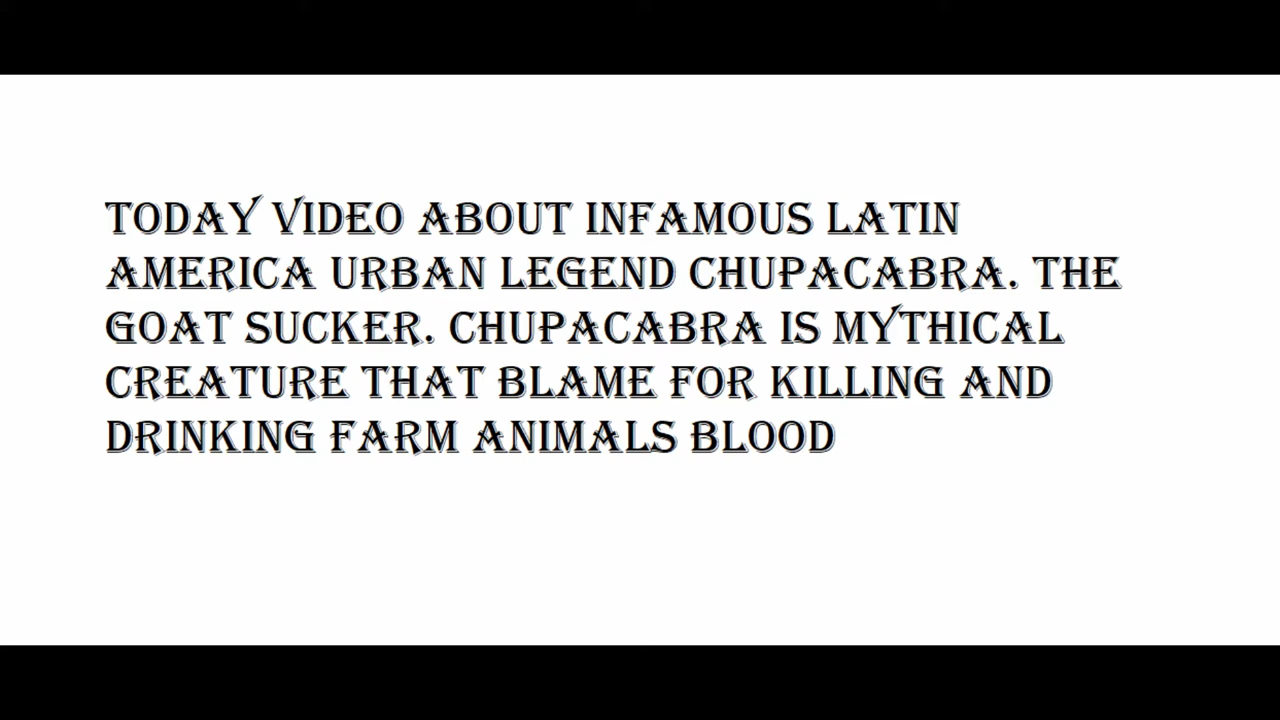 TODAY VIDEO ABOUT INFAMOUS LATIN
AMERICA URBAN LEGEND CHUPACABRA. THE
GOAT SUCKER. CHUPACABRA IS MYTHICAL
CREATURE THAT BLAME FOR KILLING AND
DRINKING FARM ANIMALS BLOOD